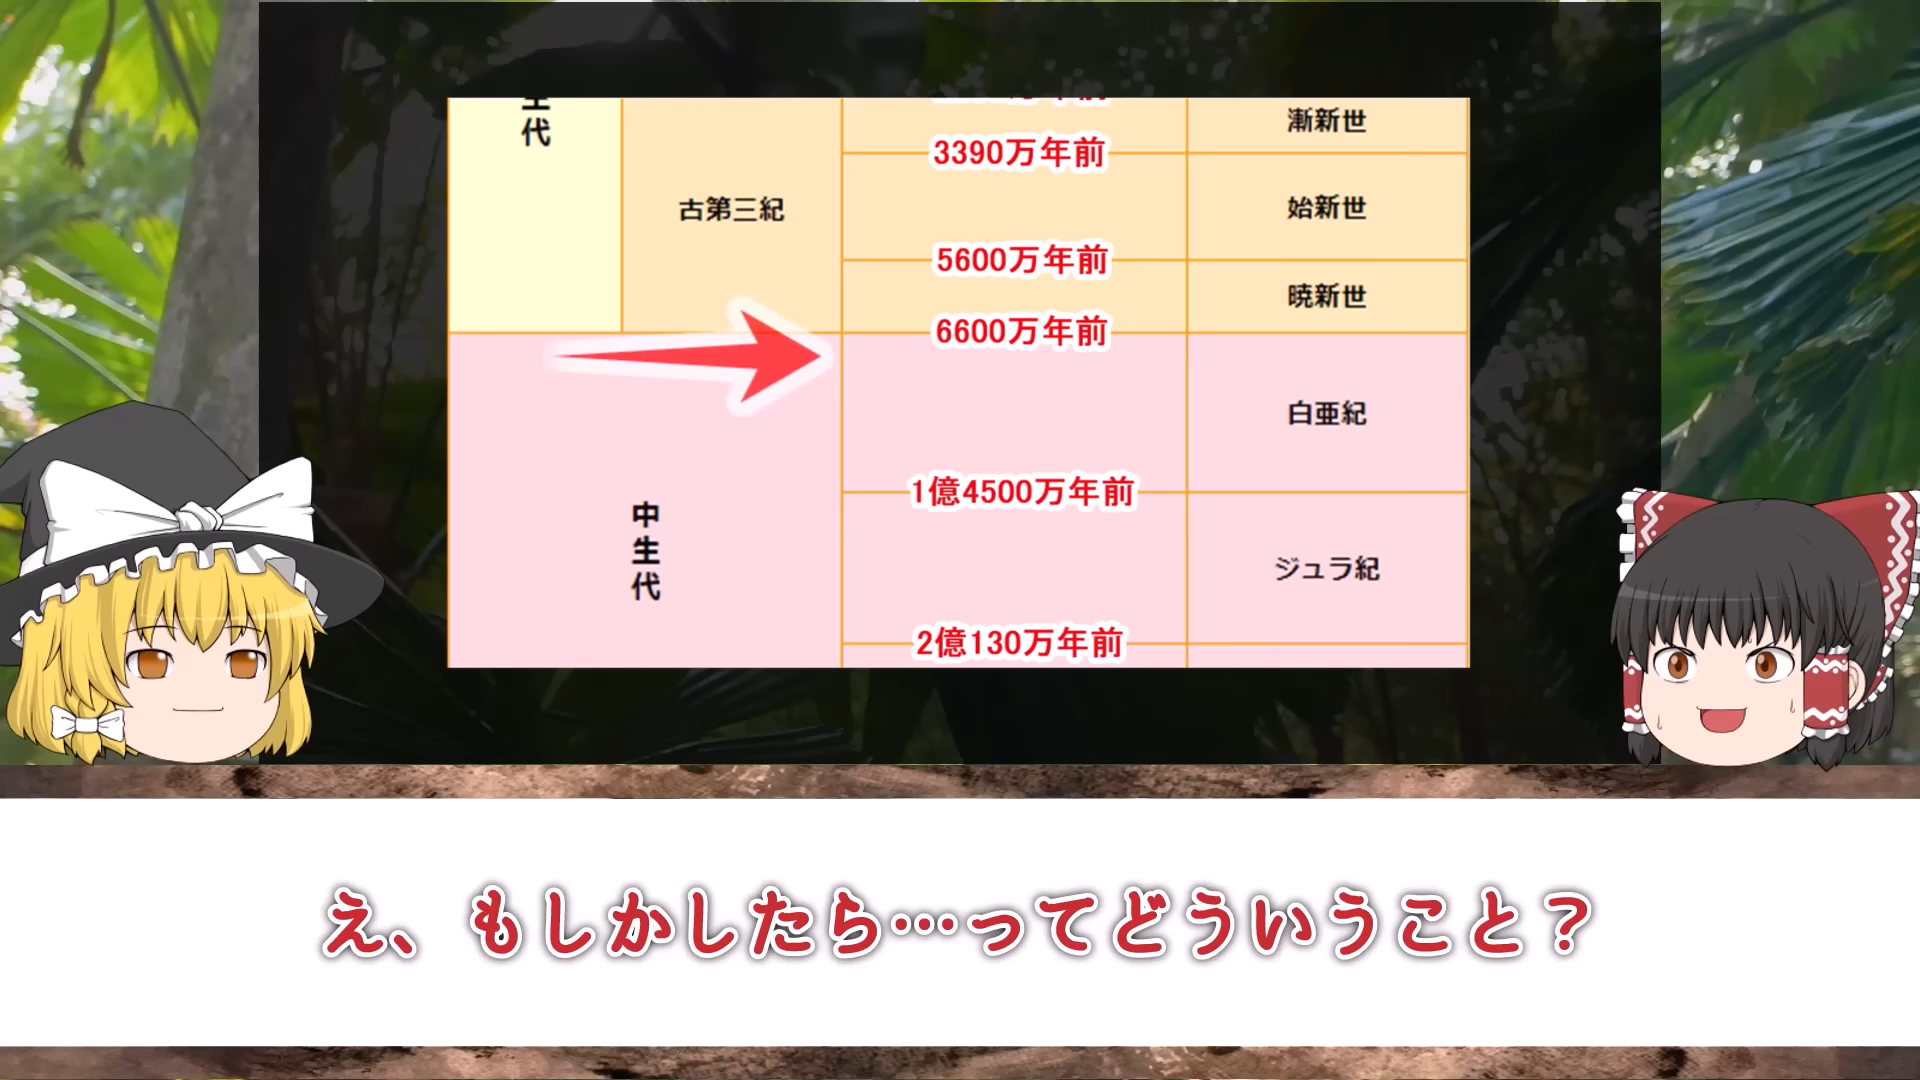 代
古第三紀
漸新世
3390万年前
始新世
5600万年前
暁新世
6600万年前
白亜紀
1億4500万年前
中生代
ジュラ紀
2億130万年前
え、もしかしたら…ってどういうこと？